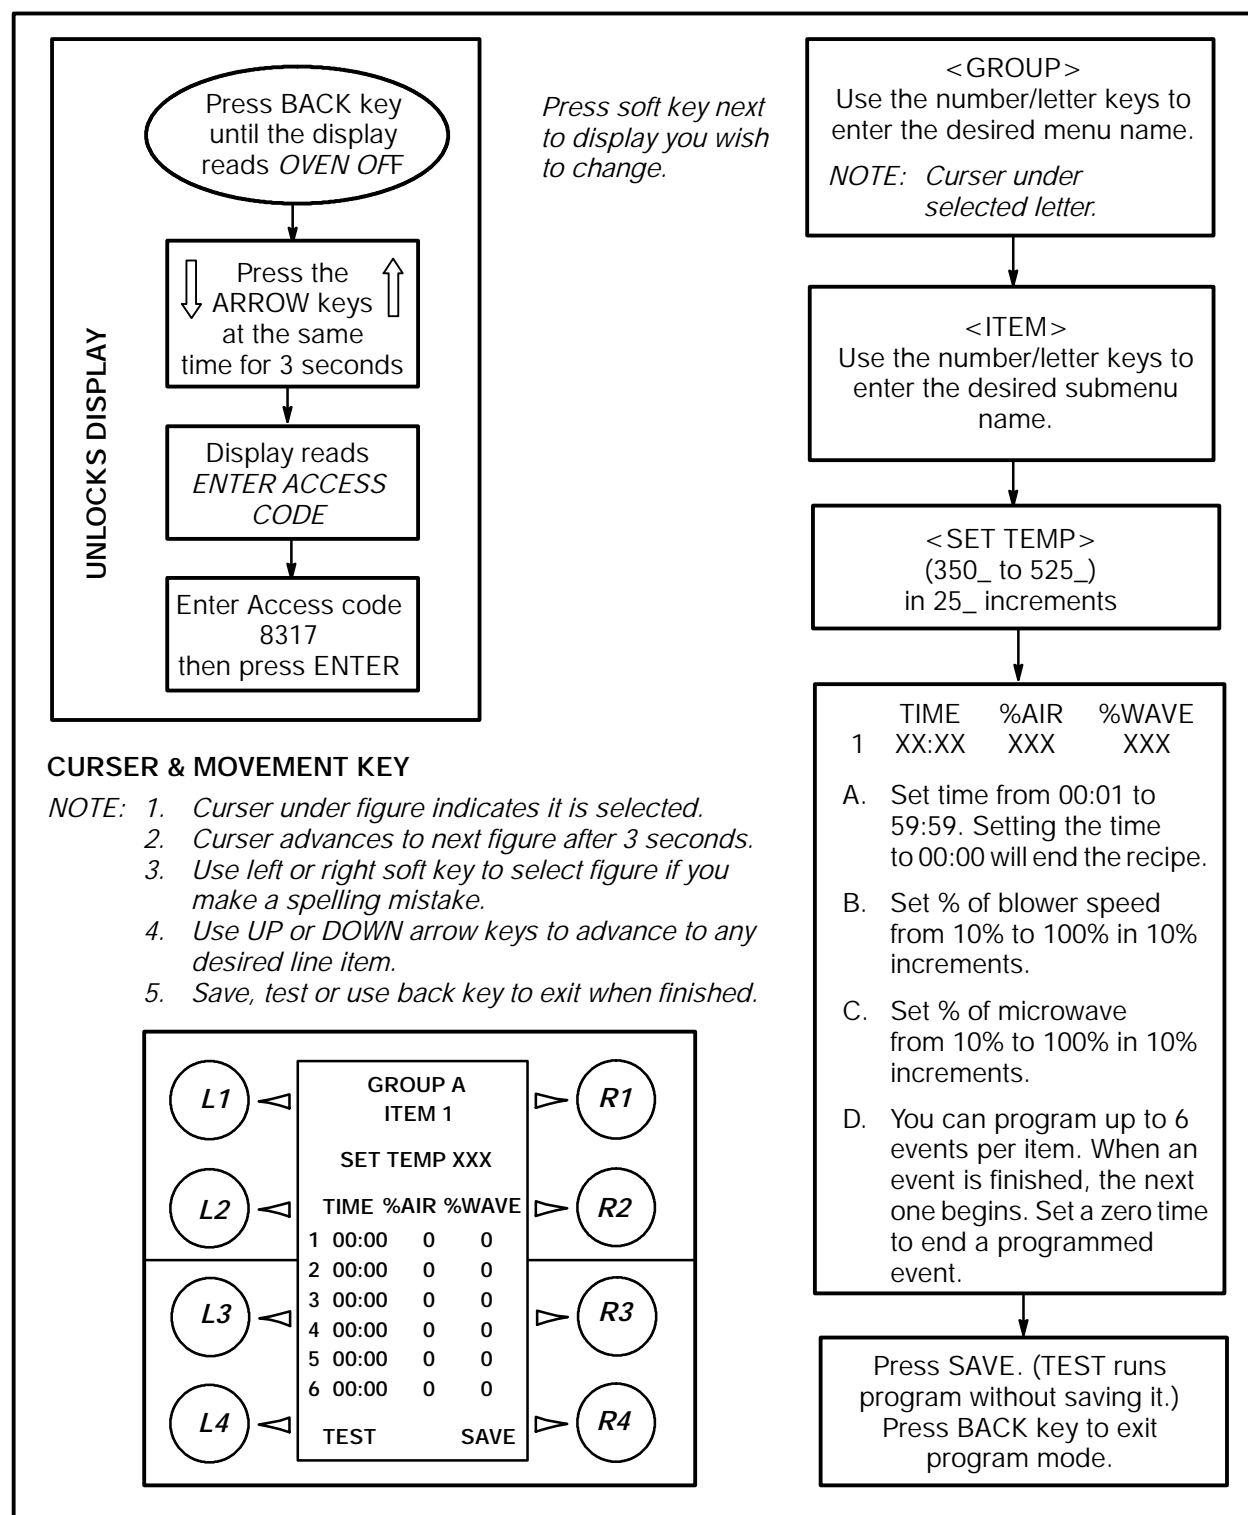 UNLOCKS DISPLAY
Press BACK key
until the display
reads OVEN OFF
Press the
ARROW keys
at the same
time for 3 seconds
Display reads
ENTER ACCESS
CODE
Enter Access code
8317
then press ENTER
Press soft key next
to display you wish
to change.
CURSER & MOVEMENT KEY
NOTE: 1. Curser under figure indicates it is selected.
2. Curser advances to next figure after 3 seconds.
3. Use left or right soft key to select figure if you
make a spelling mistake.
4. Use UP or DOWN arrow keys to advance to any
desired line item.
5. Save, test or use back key to exit when finished.
L1
GROUP A
R1
ITEM 1
SET TEMP XXX
L2
TIME %AIR %WAVE
R2
1 00:00 0 0
2 00:00 0 0
3 00:00 0 0
L3
R3
4 00:00 0 0
5 00:00 0 0
6 00:00 0 0
L4
TEST SAVE
R4
<GROUP>
Use the number/letter keys to
enter the desired menu name.
NOTE: Curser under
selected letter.
<ITEM>
Use the number/letter keys to
enter the desired submenu
name.
<SET TEMP>
(350_ to 525_)
in 25_ increments
TIME %AIR %WAVE
1 XX:XX XXX XXX
A. Set time from 00:01 to
59:59. Setting the time
to 00:00 will end the recipe.
B. Set % of blower speed
from 10% to 100% in 10%
increments.
C. Set % of microwave
from 10% to 100% in 10%
increments.
D. You can program up to 6
events per item. When an
event is finished, the next
one begins. Set a zero time
to end a programmed
event.
Press SAVE. (TEST runs
program without saving it.)
Press BACK key to exit
program mode.